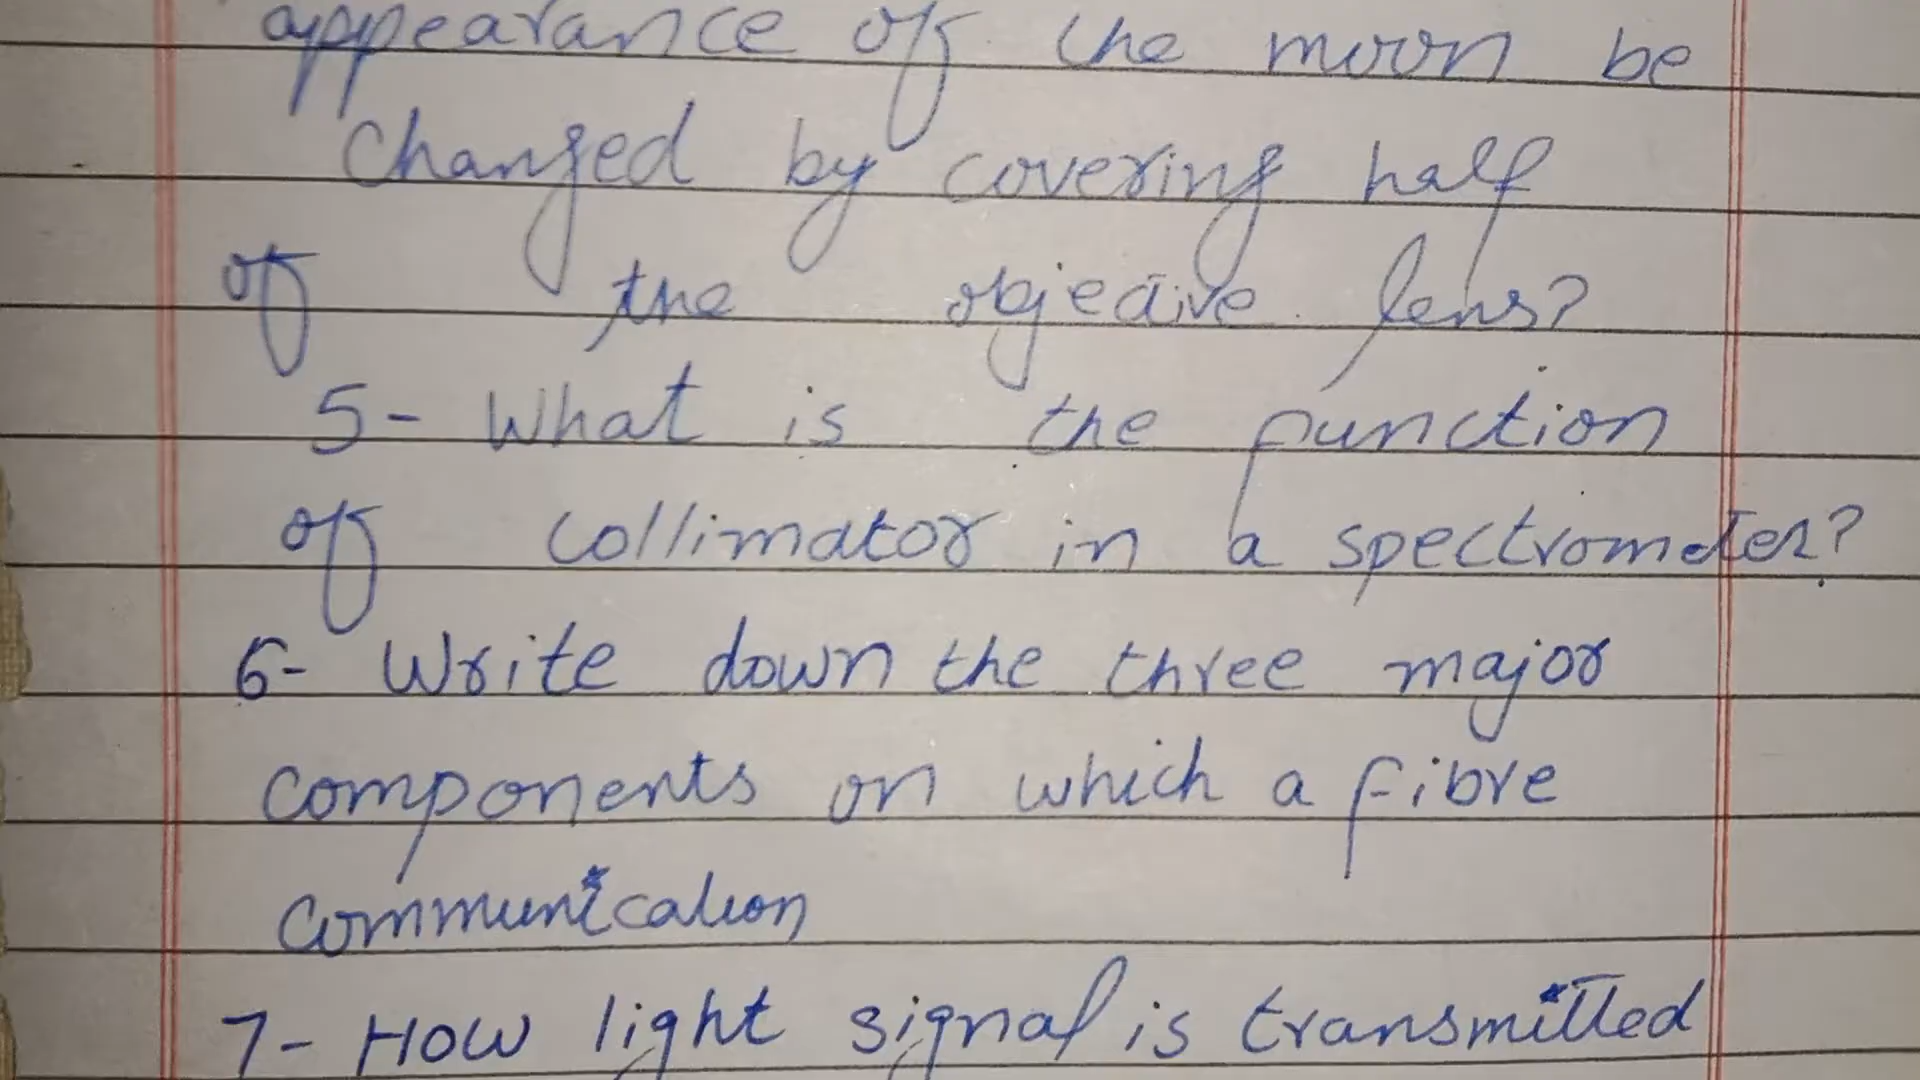 appearance of the moon be
changed by covering half
of the objective lens?
5- What is the function
of collimator in a spectrometer?
6- Write down the three major
components on which a fibre
communication
7- How light signal is transmitted